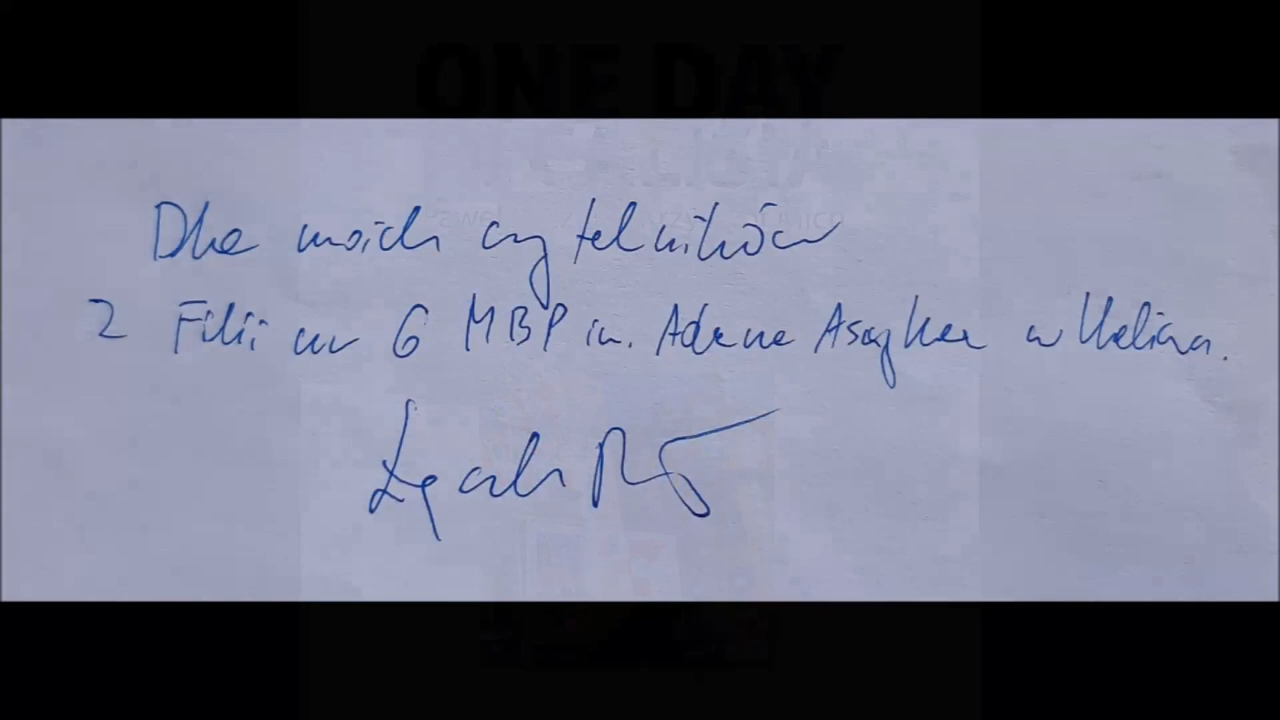 ONE DAY
Dla moich czytelników
z Filii nr 6 MBP im. Adama Asnyka w Kaliszu.